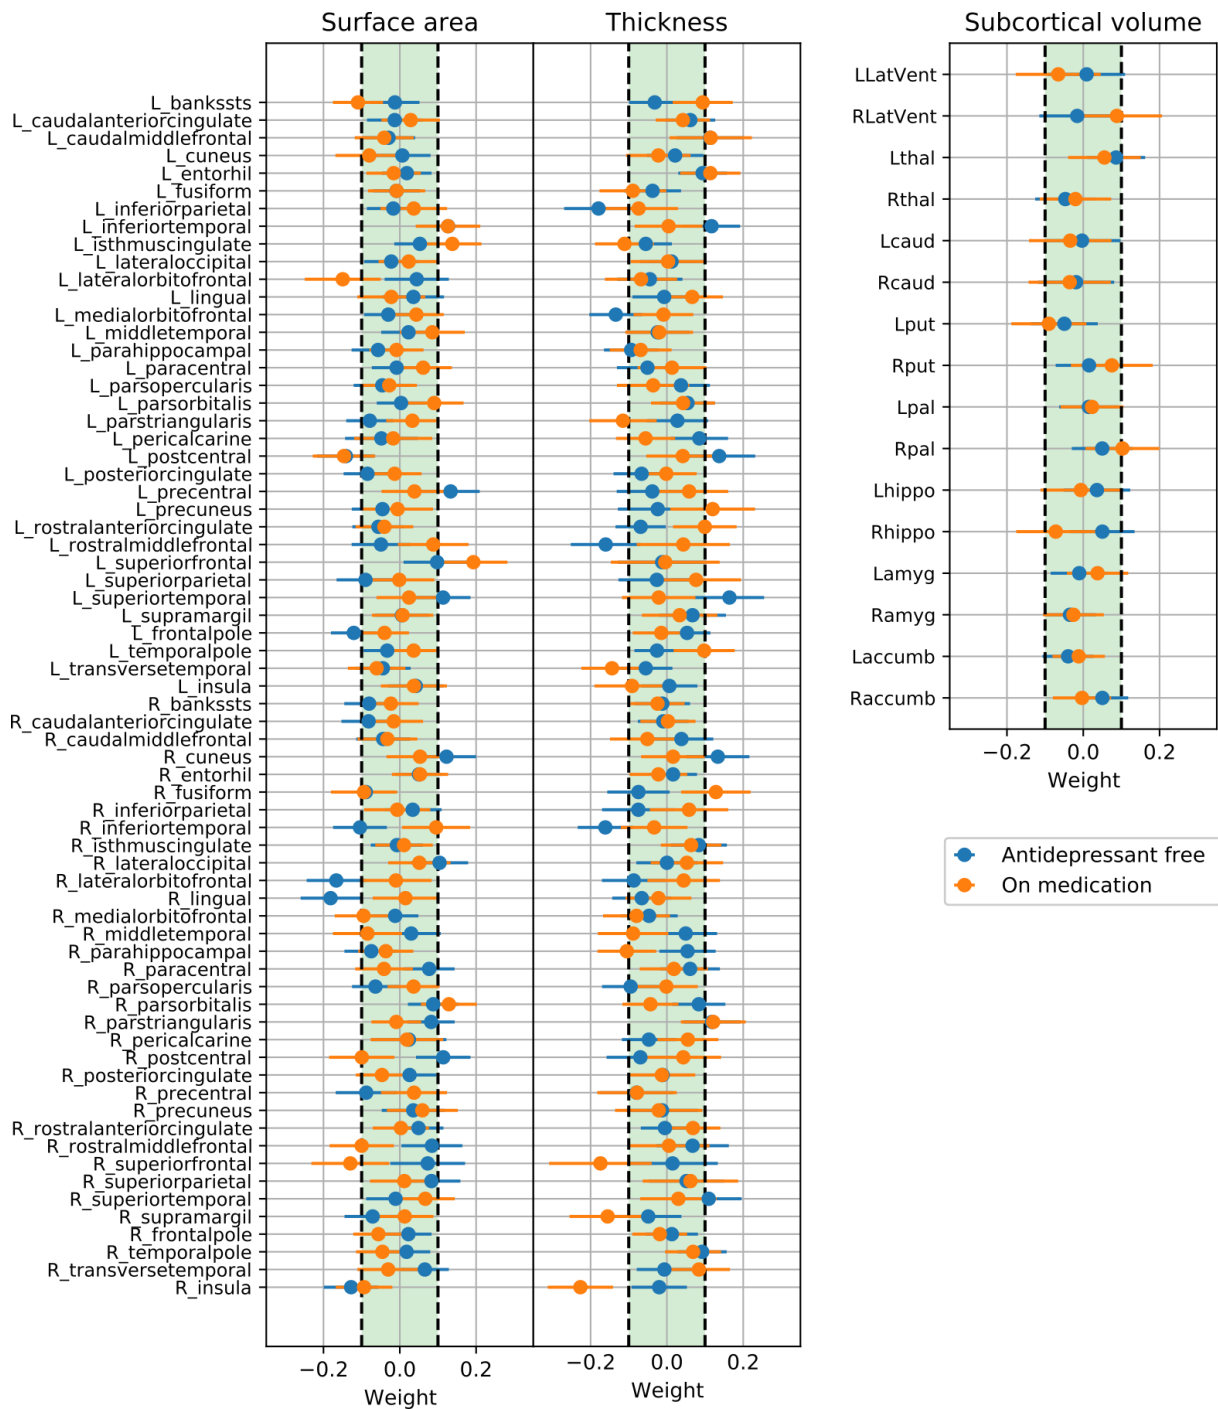 Surface area
Thickness
Subcortical volume
L_bankssts
L_caudalanteriorcingulate
L_caudalmiddlefrontal
L_cuneus
L_entorhil
L_fusiform
L_inferiorparietal
L_inferiortemporal
L_isthmuscingulate
L_lateraloccipital
L_lateralorbitofrontal
L_lingual
L_medialorbitofrontal
L_middletemporal
L_parahippocampal
L_paracentral
L_parsopercularis
L_parsorbitalis
L_parstriangularis
L_pericalcarine
L_postcentral
L_posteriorcingulate
L_precentral
L_precuneus
L_rostralanteriorcingulate
L_rostralmiddlefrontal
L_superiorfrontal
L_superiorparietal
L_superiortemporal
L_supramargil
L_frontalpole
L_temporalpole
L_transversetemporal
L_insula
R_bankssts
R_caudalanteriorcingulate
R_caudalmiddlefrontal
R_cuneus
R_entorhil
R_fusiform
R_inferiorparietal
R_inferiortemporal
R_isthmuscingulate
R_lateraloccipital
R_lateralorbitofrontal
R_lingual
R_medialorbitofrontal
R_middletemporal
R_parahippocampal
R_paracentral
R_parsopercularis
R_parsorbitalis
R_parstriangularis
R_pericalcarine
R_postcentral
R_posteriorcingulate
R_precentral
R_precuneus
R_rostralanteriorcingulate
R_rostralmiddlefrontal
R_superiorfrontal
R_superiorparietal
R_superiortemporal
R_supramargil
R_frontalpole
R_temporalpole
R_transversetemporal
R_insula
−0.2 0.0 0.2
Weight
−0.2 0.0 0.2
Weight
LLatVent
RLatVent
Lthal
Rthal
Lcaud
Rcaud
Lput
Rput
Lpal
Rpal
Lhippo
Rhippo
Lamyg
Ramyg
Laccumb
Raccumb
−0.2 0.0 0.2
Weight
Antidepressant free
On medication